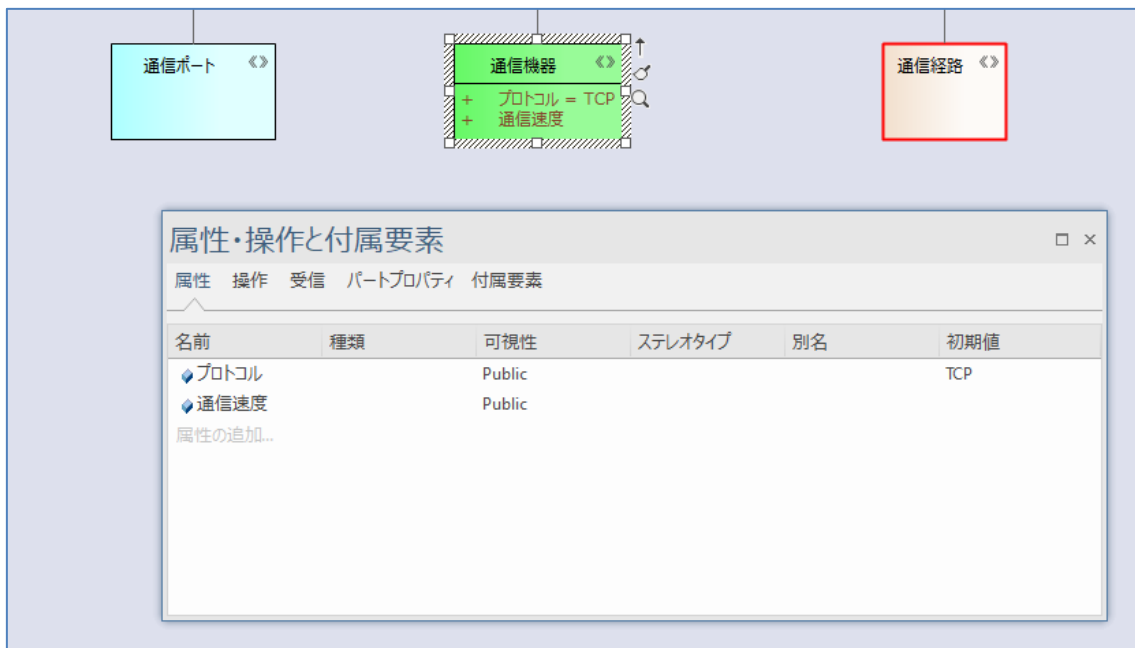 通信ポート 《》
通信機器 《》
+ プロトコル = TCP
+ 通信速度
通信経路 《》
属性・操作と付属要素
属性 操作 受信 パートプロパティ 付属要素
名前 種類 可視性 ステレオタイプ 別名 初期値
プロトコル Public TCP
通信速度 Public
属性の追加...